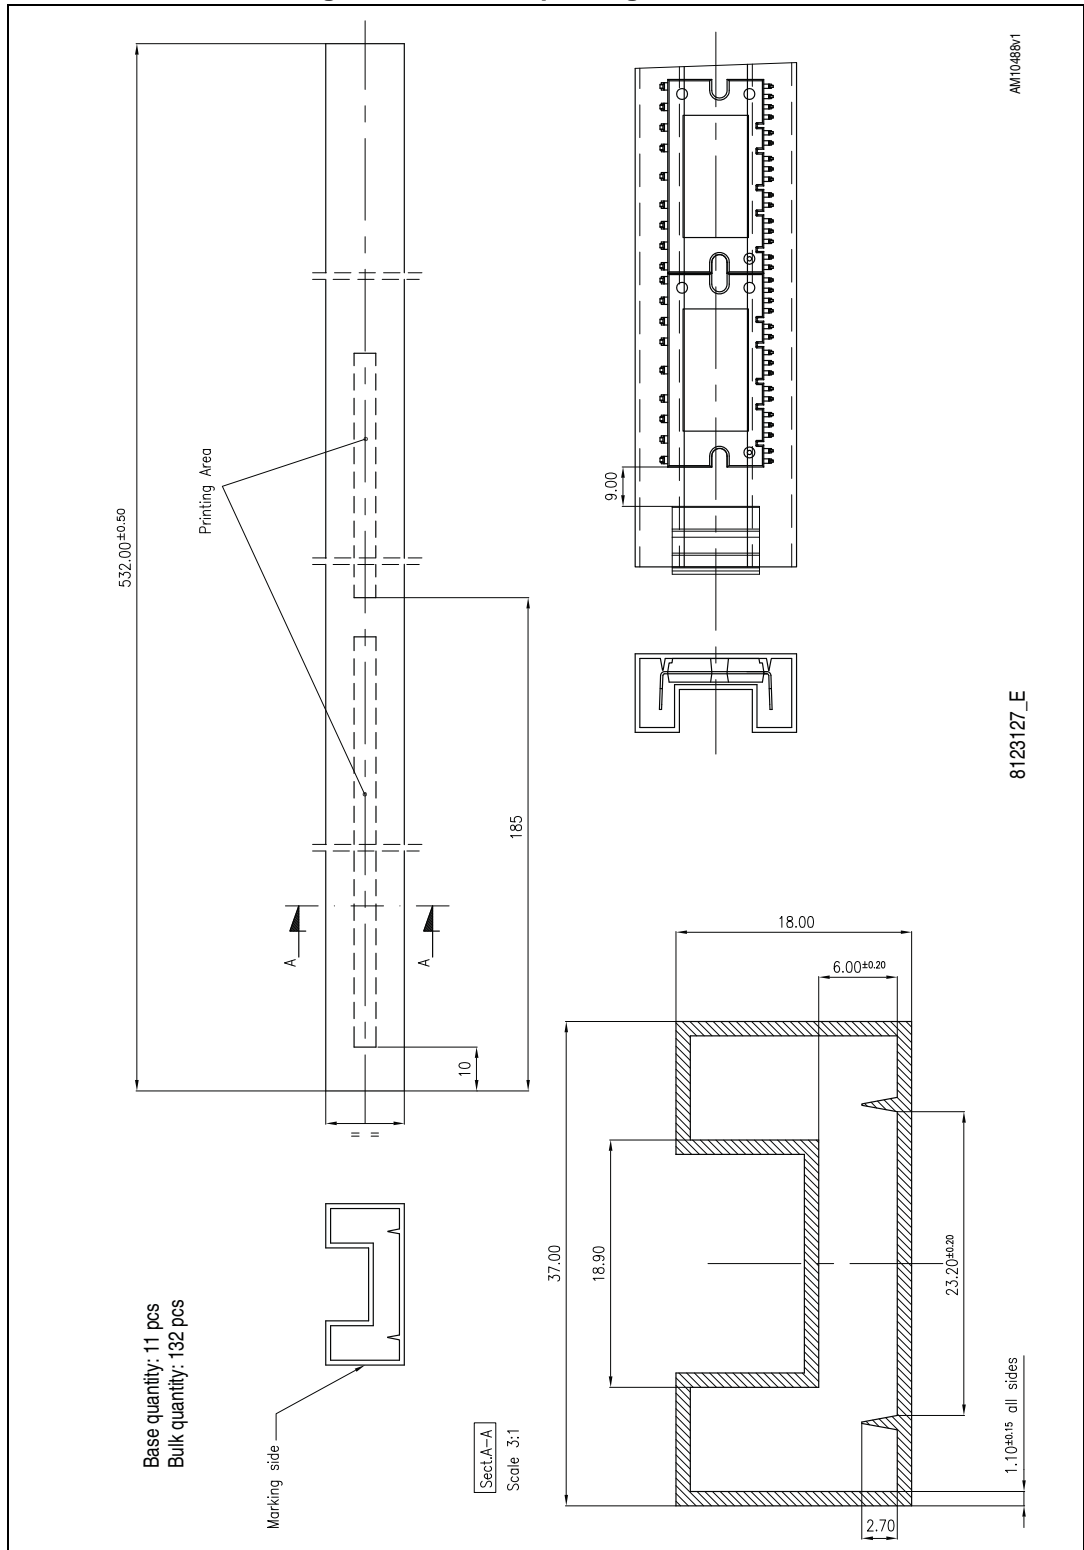 AM10488v1
532.00±0.50
Printing Area
9.00
185
8123127_E
A
A
10
= =
18.00
6.00±0.20
37.00
18.90
23.20±0.20
1.10±0.15 all sides
2.70
Base quantity: 11 pcs
Bulk quantity: 132 pcs
Marking side
Sect.A-A
Scale 3:1